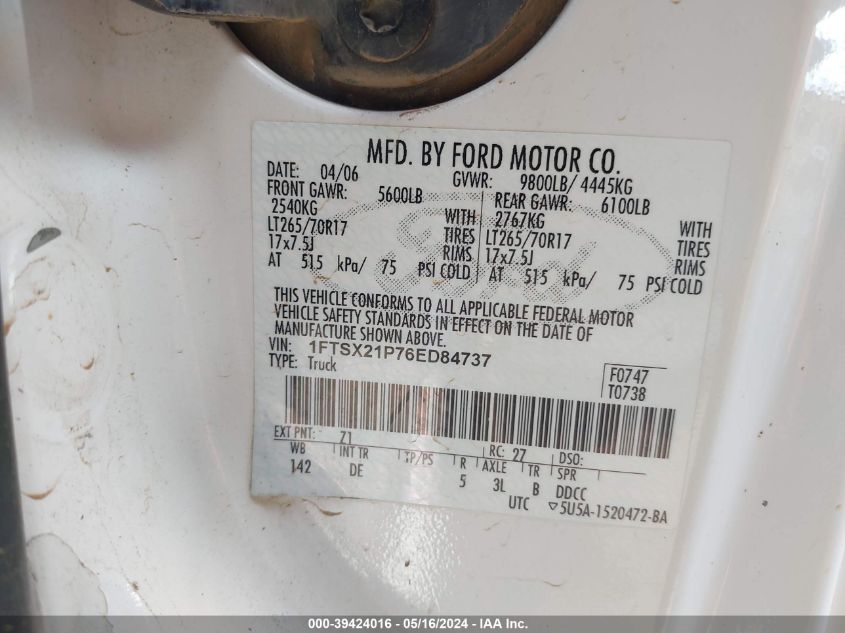 MFD. BY FORD MOTOR CO.
DATE: 04/06 GVWR: 9800LB/ 4445KG
FRONT GAWR: 5600LB REAR GAWR: 6100LB
2540KG WITH 2767KG WITH
LT265/70R17 TIRES LT265/70R17 TIRES
17x7.5J RIMS 17x7.5J RIMS
AT 515 kPa/ 75 PSI COLD AT 515 kPa/ 75 PSI COLD
THIS VEHICLE CONFORMS TO ALL APPLICABLE FEDERAL MOTOR
VEHICLE SAFETY STANDARDS IN EFFECT ON THE DATE OF
MANUFACTURE SHOWN ABOVE.
VIN: 1FTSX21P76ED84737
TYPE: Truck
F0747
T0738
EXT PNT: Z1 RC: 27 DSO:
WB INT TR TP/PS R AXLE TR SPR
142 DE 5 3L B DDCC
UTC ▽5U5A-1520472-BA
000-39424016 - 05/16/2024 - IAA Inc.